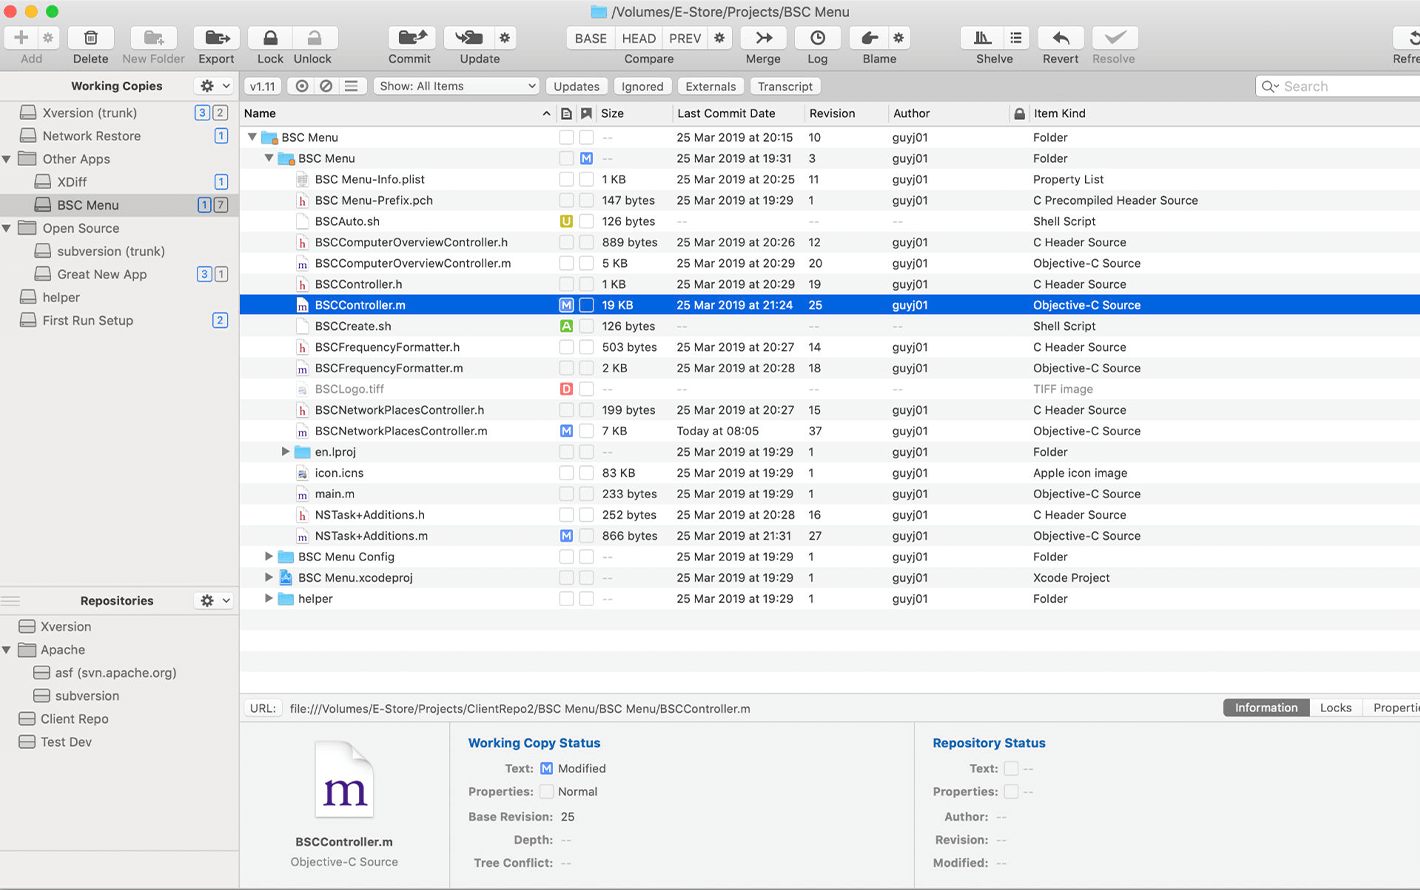 /Volumes/E-Store/Projects/BSC Menu
BASE HEAD PREV
Add Delete New Folder Export Lock Unlock Commit Update Compare Merge Log Blame Shelve Revert Resolve Refre
Working Copies
v1.11 Show: All Items Updates Ignored Externals Transcript Search
Name Size Last Commit Date Revision Author Item Kind
Xversion (trunk) 3 2
Network Restore 1
Other Apps
XDiff 1
BSC Menu 1 7
Open Source
subversion (trunk)
Great New App 3 1
helper
First Run Setup 2
BSC Menu -- 25 Mar 2019 at 20:15 10 guyj01 Folder
BSC Menu M -- 25 Mar 2019 at 19:31 3 guyj01 Folder
BSC Menu-Info.plist 1 KB 25 Mar 2019 at 20:25 11 guyj01 Property List
h BSC Menu-Prefix.pch 147 bytes 25 Mar 2019 at 19:29 1 guyj01 C Precompiled Header Source
BSCAuto.sh U 126 bytes -- -- -- Shell Script
h BSCComputerOverviewController.h 889 bytes 25 Mar 2019 at 20:26 12 guyj01 C Header Source
m BSCComputerOverviewController.m 5 KB 25 Mar 2019 at 20:29 20 guyj01 Objective-C Source
h BSCController.h 1 KB 25 Mar 2019 at 20:29 19 guyj01 C Header Source
m BSCController.m M 19 KB 25 Mar 2019 at 21:24 25 guyj01 Objective-C Source
BSCCreate.sh A 126 bytes -- -- -- Shell Script
h BSCFrequencyFormatter.h 503 bytes 25 Mar 2019 at 20:27 14 guyj01 C Header Source
m BSCFrequencyFormatter.m 2 KB 25 Mar 2019 at 20:28 18 guyj01 Objective-C Source
BSCLogo.tiff D -- -- -- -- TIFF image
h BSCNetworkPlacesController.h 199 bytes 25 Mar 2019 at 20:27 15 guyj01 C Header Source
m BSCNetworkPlacesController.m M 7 KB Today at 08:05 37 guyj01 Objective-C Source
en.lproj -- 25 Mar 2019 at 19:29 1 guyj01 Folder
icon.icns 83 KB 25 Mar 2019 at 19:29 1 guyj01 Apple icon image
m main.m 233 bytes 25 Mar 2019 at 19:29 1 guyj01 Objective-C Source
h NSTask+Additions.h 252 bytes 25 Mar 2019 at 20:28 16 guyj01 C Header Source
m NSTask+Additions.m M 866 bytes 25 Mar 2019 at 21:31 27 guyj01 Objective-C Source
BSC Menu Config -- 25 Mar 2019 at 19:29 1 guyj01 Folder
BSC Menu.xcodeproj -- 25 Mar 2019 at 19:29 1 guyj01 Xcode Project
helper -- 25 Mar 2019 at 19:29 1 guyj01 Folder
Repositories
Xversion
Apache
asf (svn.apache.org)
subversion
Client Repo
Test Dev
URL: file:///Volumes/E-Store/Projects/ClientRepo2/BSC Menu/BSC Menu/BSCController.m Information Locks Properti
m
BSCController.m
Objective-C Source
Working Copy Status
Text: M Modified
Properties: Normal
Base Revision: 25
Depth: --
Tree Conflict: --
Repository Status
Text: --
Properties: --
Author: --
Revision: --
Modified: --